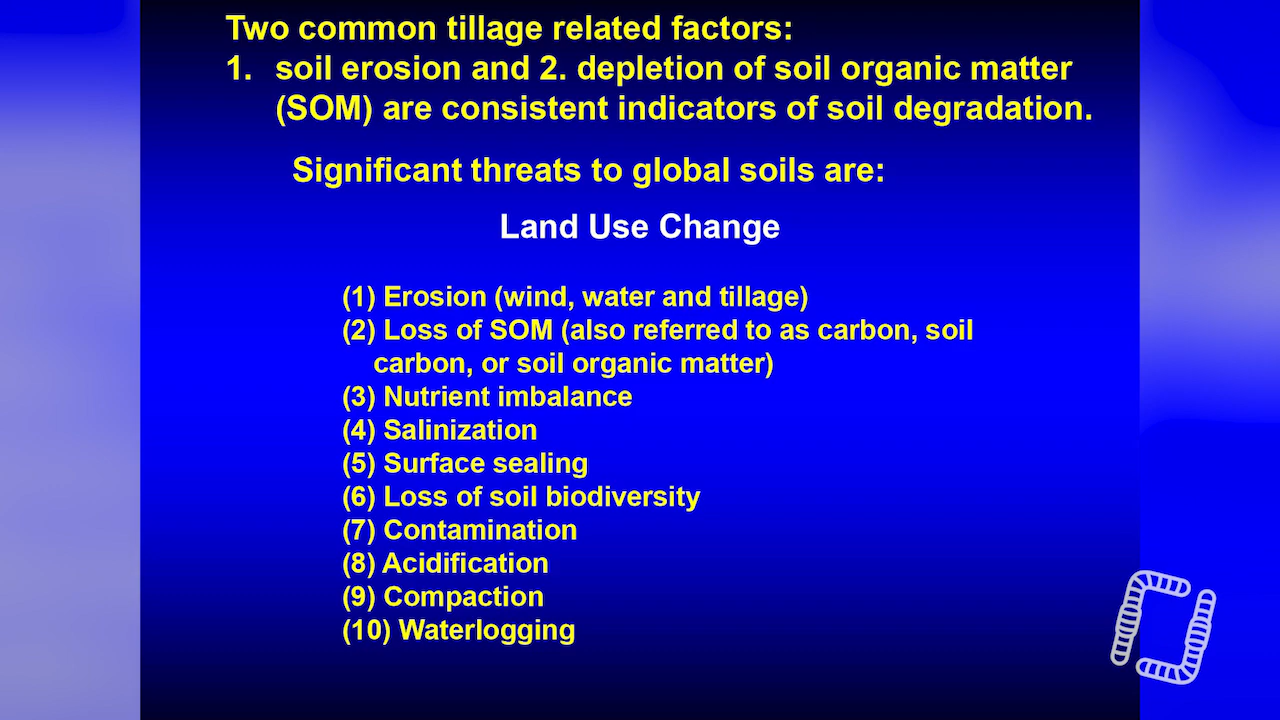 Two common tillage related factors:
1. soil erosion and 2. depletion of soil organic matter
(SOM) are consistent indicators of soil degradation.
Significant threats to global soils are:
Land Use Change
(1) Erosion (wind, water and tillage)
(2) Loss of SOM (also referred to as carbon, soil
carbon, or soil organic matter)
(3) Nutrient imbalance
(4) Salinization
(5) Surface sealing
(6) Loss of soil biodiversity
(7) Contamination
(8) Acidification
(9) Compaction
(10) Waterlogging